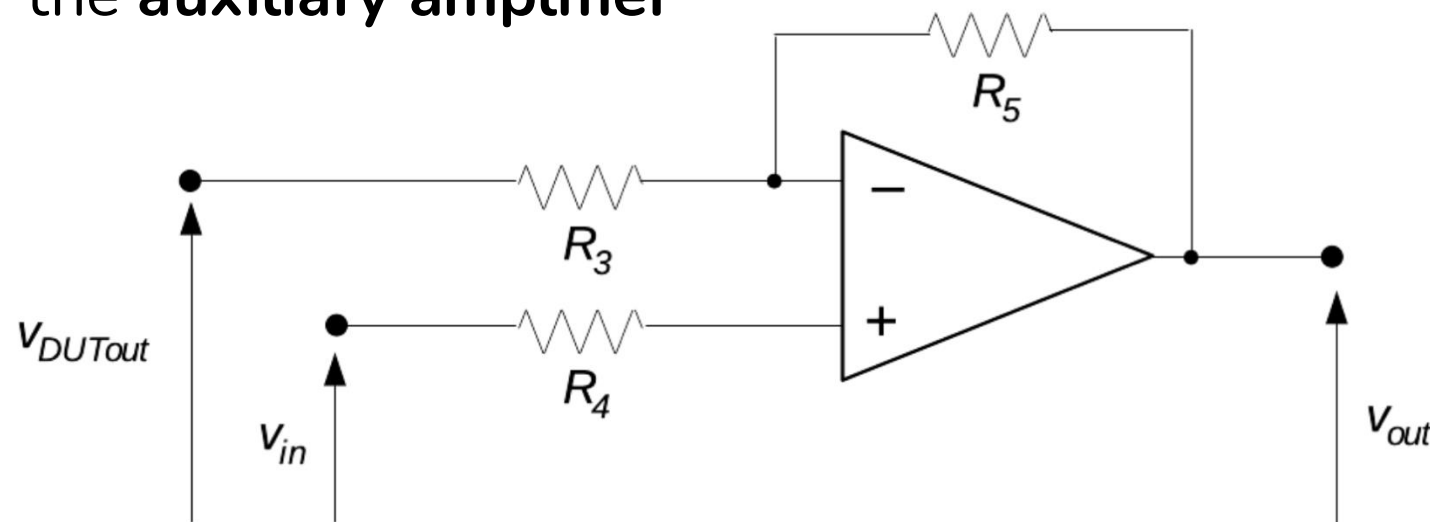 the auxiliary amplifier
R5
−
R3
vDUTout
+
R4
vin
vout